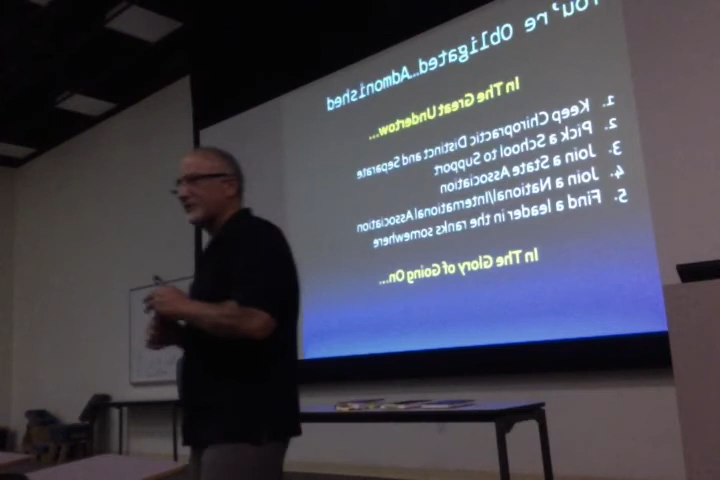 You're Obligated...Admonished
In The Great Undertow...
1. Keep Chiropractic Distinct and Separate
2. Pick a School to Support
3. Join a State Association
4. Join a National/International Association
5. Find a leader in the ranks somewhere
In The Glory of Going On...